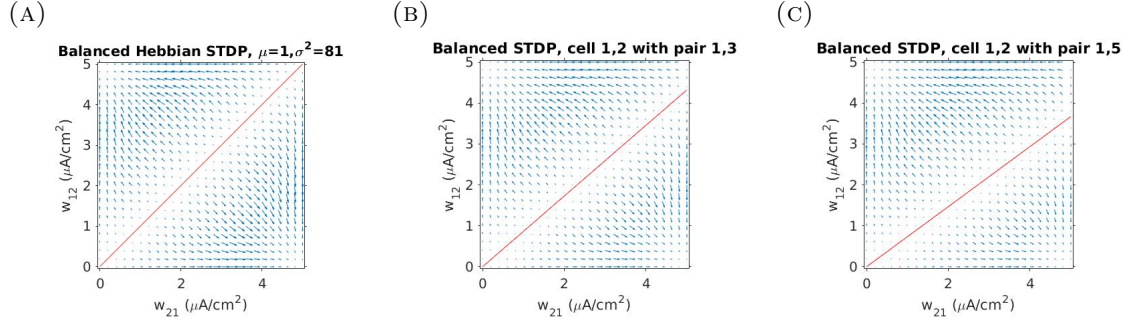 (A)
Balanced Hebbian STDP, μ=1,σ²=81
5
4
3
2
1
0
w₁₂ (μA/cm²)
0 2 4
w₂₁ (μA/cm²)
(B)
Balanced STDP, cell 1,2 with pair 1,3
5
4
3
2
1
0
w₁₂ (μA/cm²)
0 2 4
w₂₁ (μA/cm²)
(C)
Balanced STDP, cell 1,2 with pair 1,5
5
4
3
2
1
0
w₁₂ (μA/cm²)
0 2 4
w₂₁ (μA/cm²)